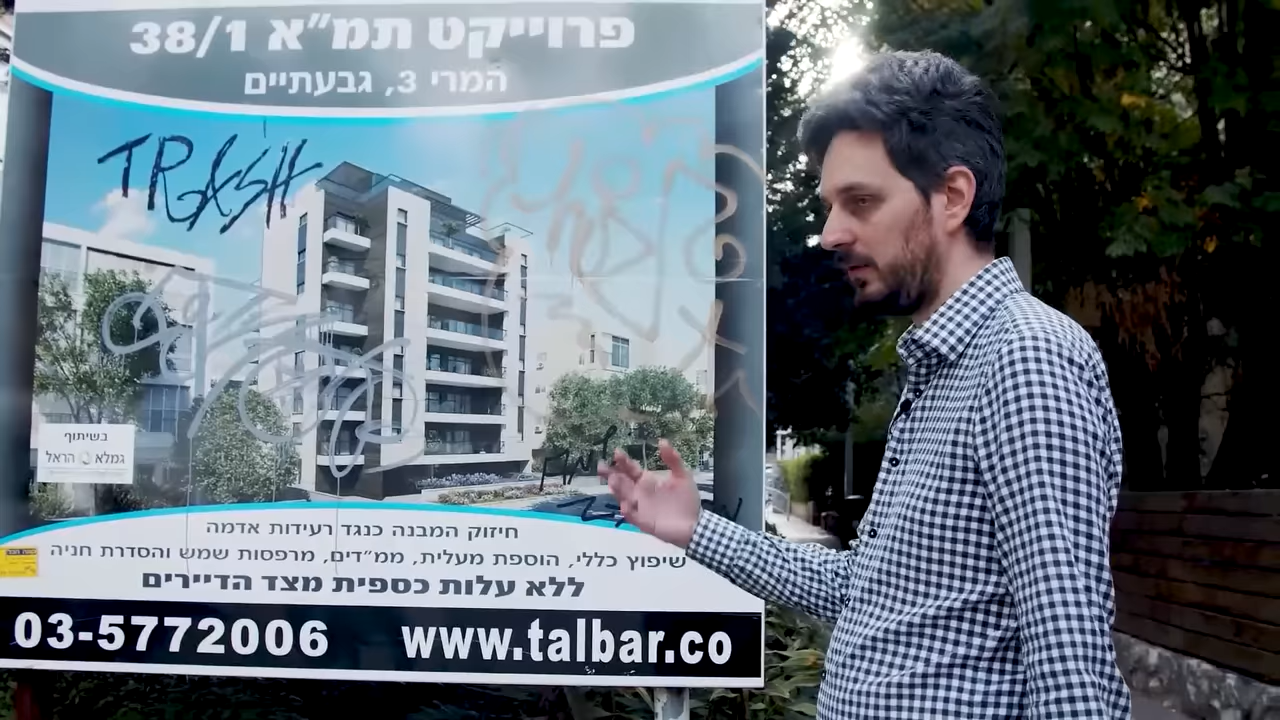 פרוייקט תמ״א 38/1
המרי 3, גבעתיים
TRASH
בשיתוף
גמלא הראל
חיזוק המבנה כנגד רעידות אדמה
שיפוץ כללי, הוספת מעלית, ממ״דים, מרפסות שמש והסדרת חניה
ללא עלות כספית מצד הדיירים
03-5772006 www.talbar.co